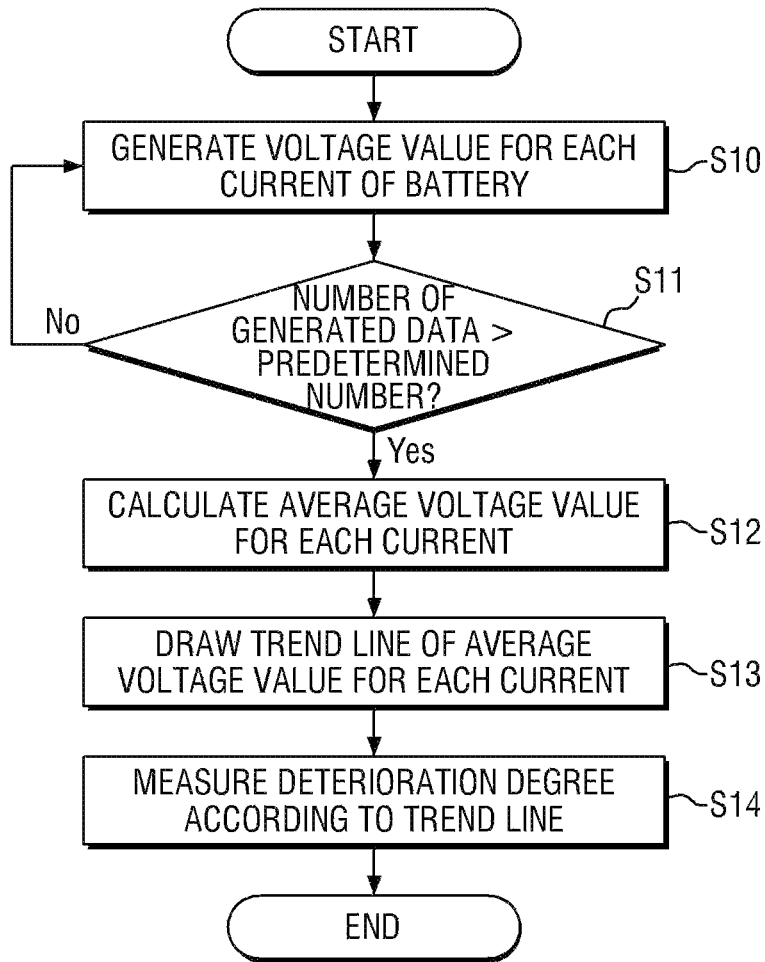 START
GENERATE VOLTAGE VALUE FOR EACH
CURRENT OF BATTERY
S10
NUMBER OF
GENERATED DATA >
PREDETERMINED
NUMBER?
S11
No
Yes
CALCULATE AVERAGE VOLTAGE VALUE
FOR EACH CURRENT
S12
DRAW TREND LINE OF AVERAGE
VOLTAGE VALUE FOR EACH CURRENT
S13
MEASURE DETERIORATION DEGREE
ACCORDING TO TREND LINE
S14
END